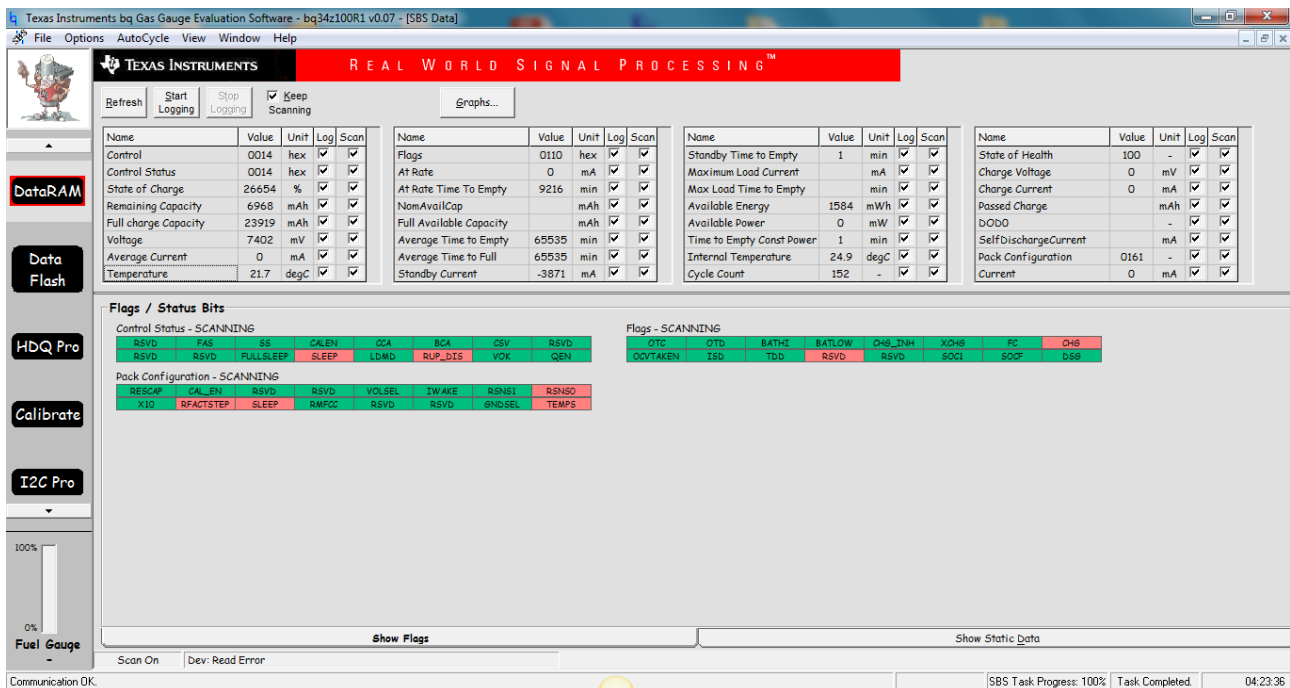 Texas Instruments bq Gas Gauge Evaluation Software - bq34z100R1 v0.07 - [SBS Data]
File Options AutoCycle View Window Help
TEXAS INSTRUMENTS REAL WORLD SIGNAL PROCESSING™
Refresh Start Logging Stop Logging Keep Scanning Graphs...
Name Value Unit Log Scan Name Value Unit Log Scan Name Value Unit Log Scan Name Value Unit Log Scan
Control 0014 hex Flags 0110 hex Standby Time to Empty 1 min State of Health 100 -
Control Status 0014 hex At Rate 0 mA Maximum Load Current mA Charge Voltage 0 mV
State of Charge 26654 % At Rate Time To Empty 9216 min Max Load Time to Empty min Charge Current 0 mA
Remaining Capacity 6968 mAh NomAvailCap mAh Available Energy 1584 mWh Passed Charge mAh
Full charge Capacity 23919 mAh Full Available Capacity mAh Available Power 0 mW DOD0 -
Voltage 7402 mV Average Time to Empty 65535 min Time to Empty Const Power 1 min SelfDischargeCurrent mA
Average Current 0 mA Average Time to Full 65535 min Internal Temperature 24.9 degC Pack Configuration 0161 -
Temperature 21.7 degC Standby Current -3871 mA Cycle Count 152 - Current 0 mA
DataRAM
Data
Flash
HDQ Pro
Calibrate
I2C Pro
100%
0%
Fuel Gauge
-
Flags / Status Bits
Control Status - SCANNING
RSVD FAS SS CALEN CCA BCA CSV RSVD
RSVD RSVD FULLSLEEP SLEEP LDMD RUP_DIS VOK QEN
Flags - SCANNING
OTC OTD BATHI BATLOW CHG_INH XCHG FC CHG
OCVTAKEN ISD TDD RSVD RSVD SOC1 SOCF DSG
Pack Configuration - SCANNING
RESCAP CAL_EN RSVD RSVD VOLSEL IWAKE RSNS1 RSNS0
X10 RFACTSTEP SLEEP RMFCC RSVD RSVD GNDSEL TEMPS
Show Flags Show Static Data
Scan On Dev: Read Error
Communication OK. SBS Task Progress: 100% Task Completed. 04:23:36